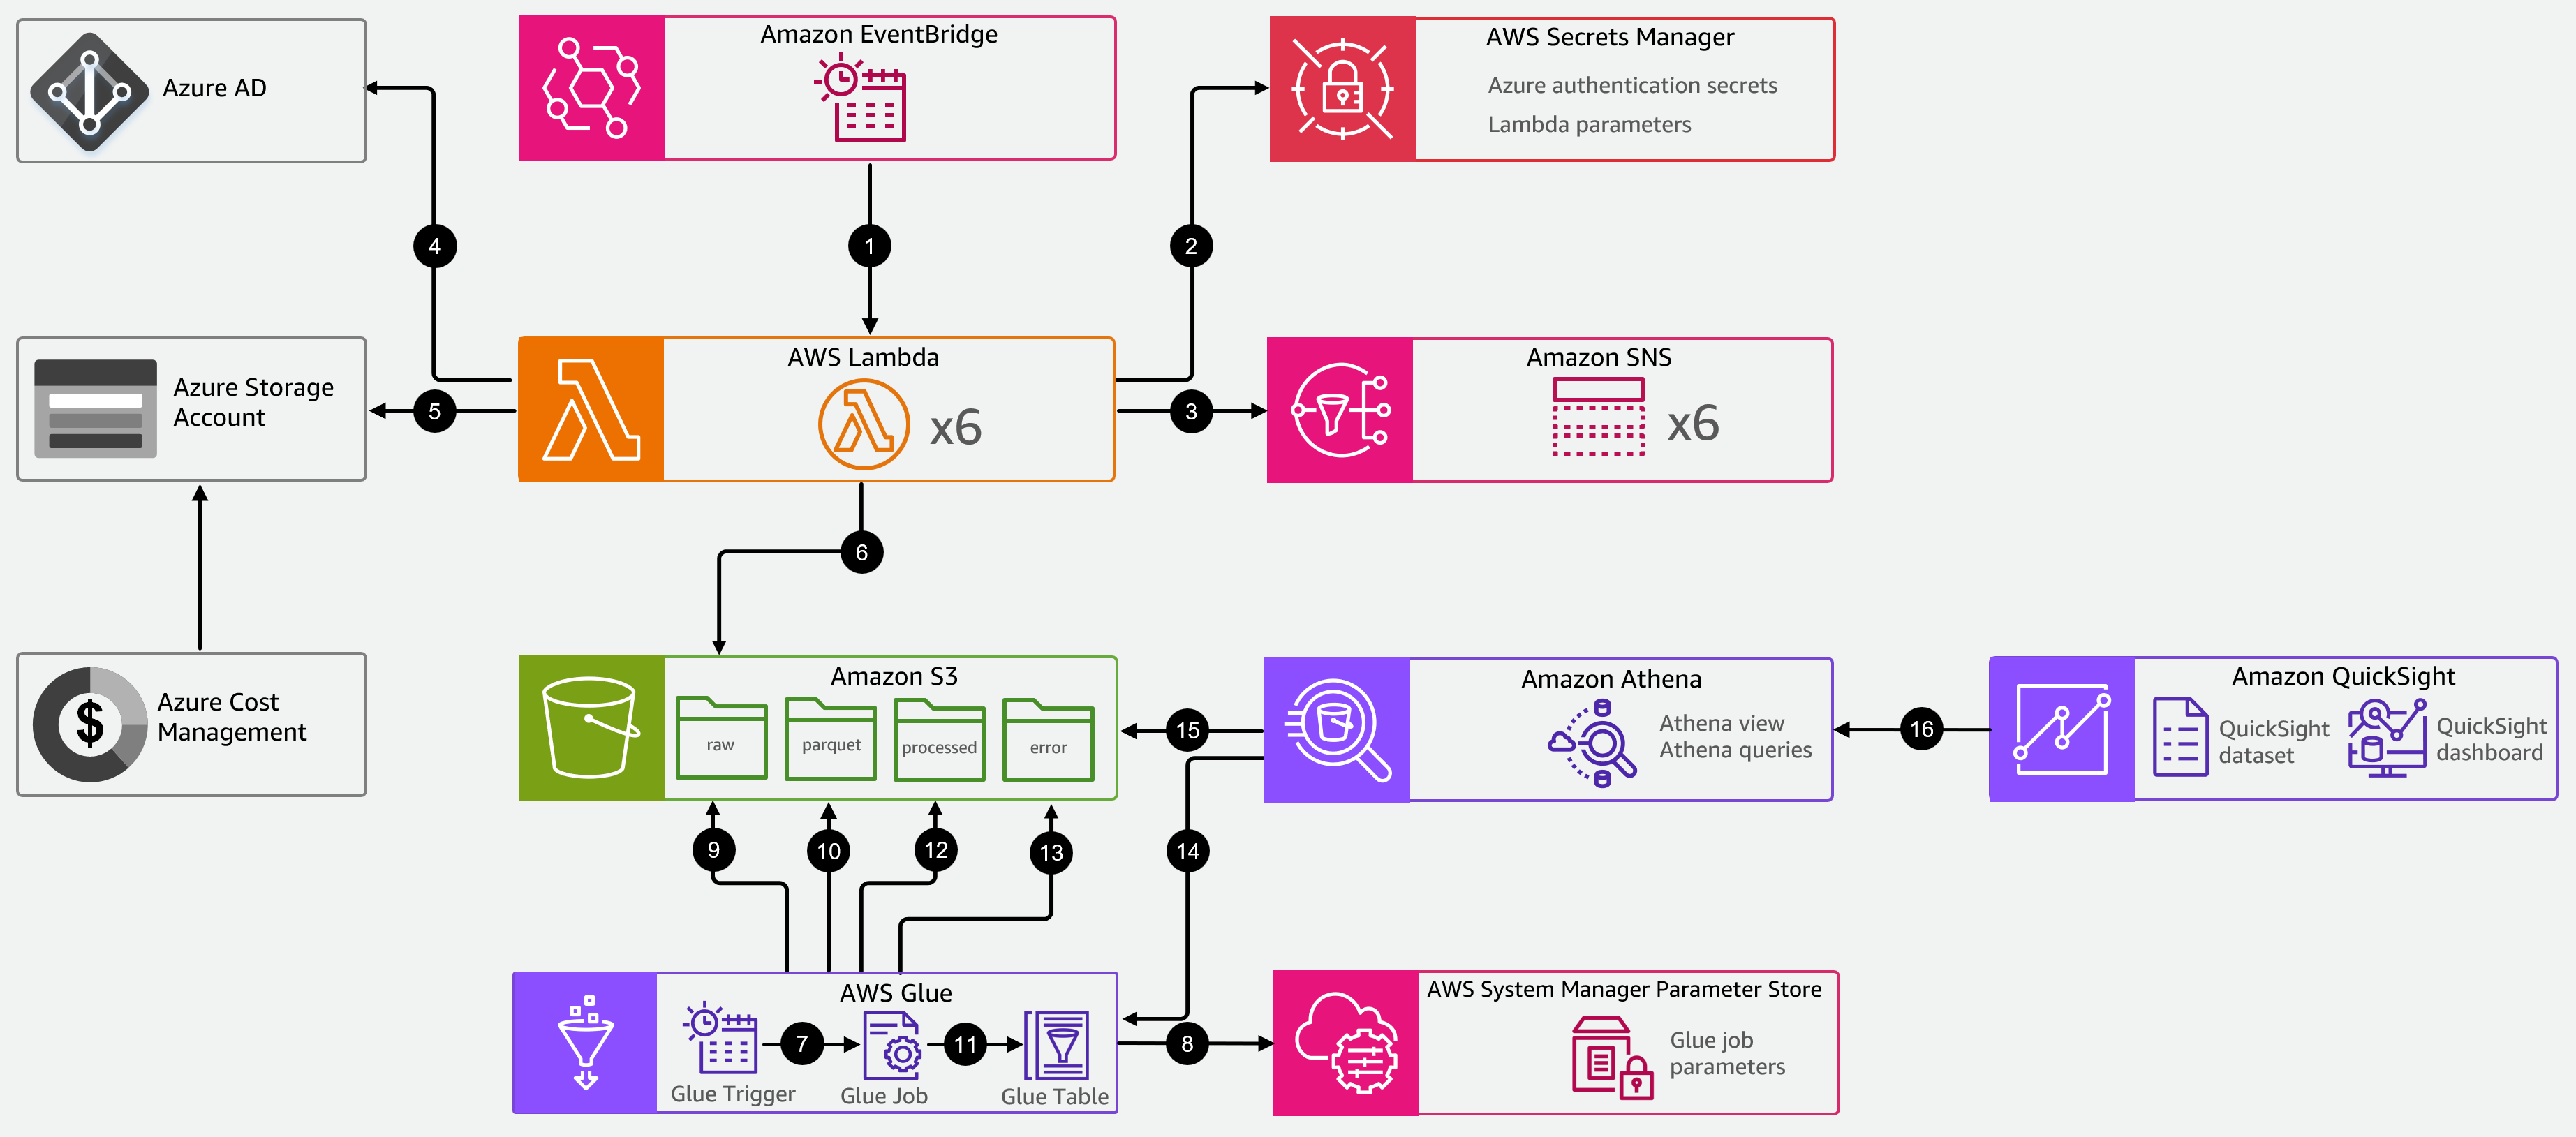 Azure AD
Amazon EventBridge
AWS Secrets Manager
Azure authentication secrets
Lambda parameters
4
1
2
Azure Storage
Account
5
AWS Lambda
x6
3
Amazon SNS
x6
6
Azure Cost
Management
$
Amazon S3
raw
parquet
processed
error
15
Amazon Athena
Athena view
Athena queries
16
Amazon QuickSight
QuickSight
dataset
QuickSight
dashboard
9
10
12
13
14
AWS Glue
7
11
Glue Trigger
Glue Job
Glue Table
8
AWS System Manager Parameter Store
Glue job
parameters